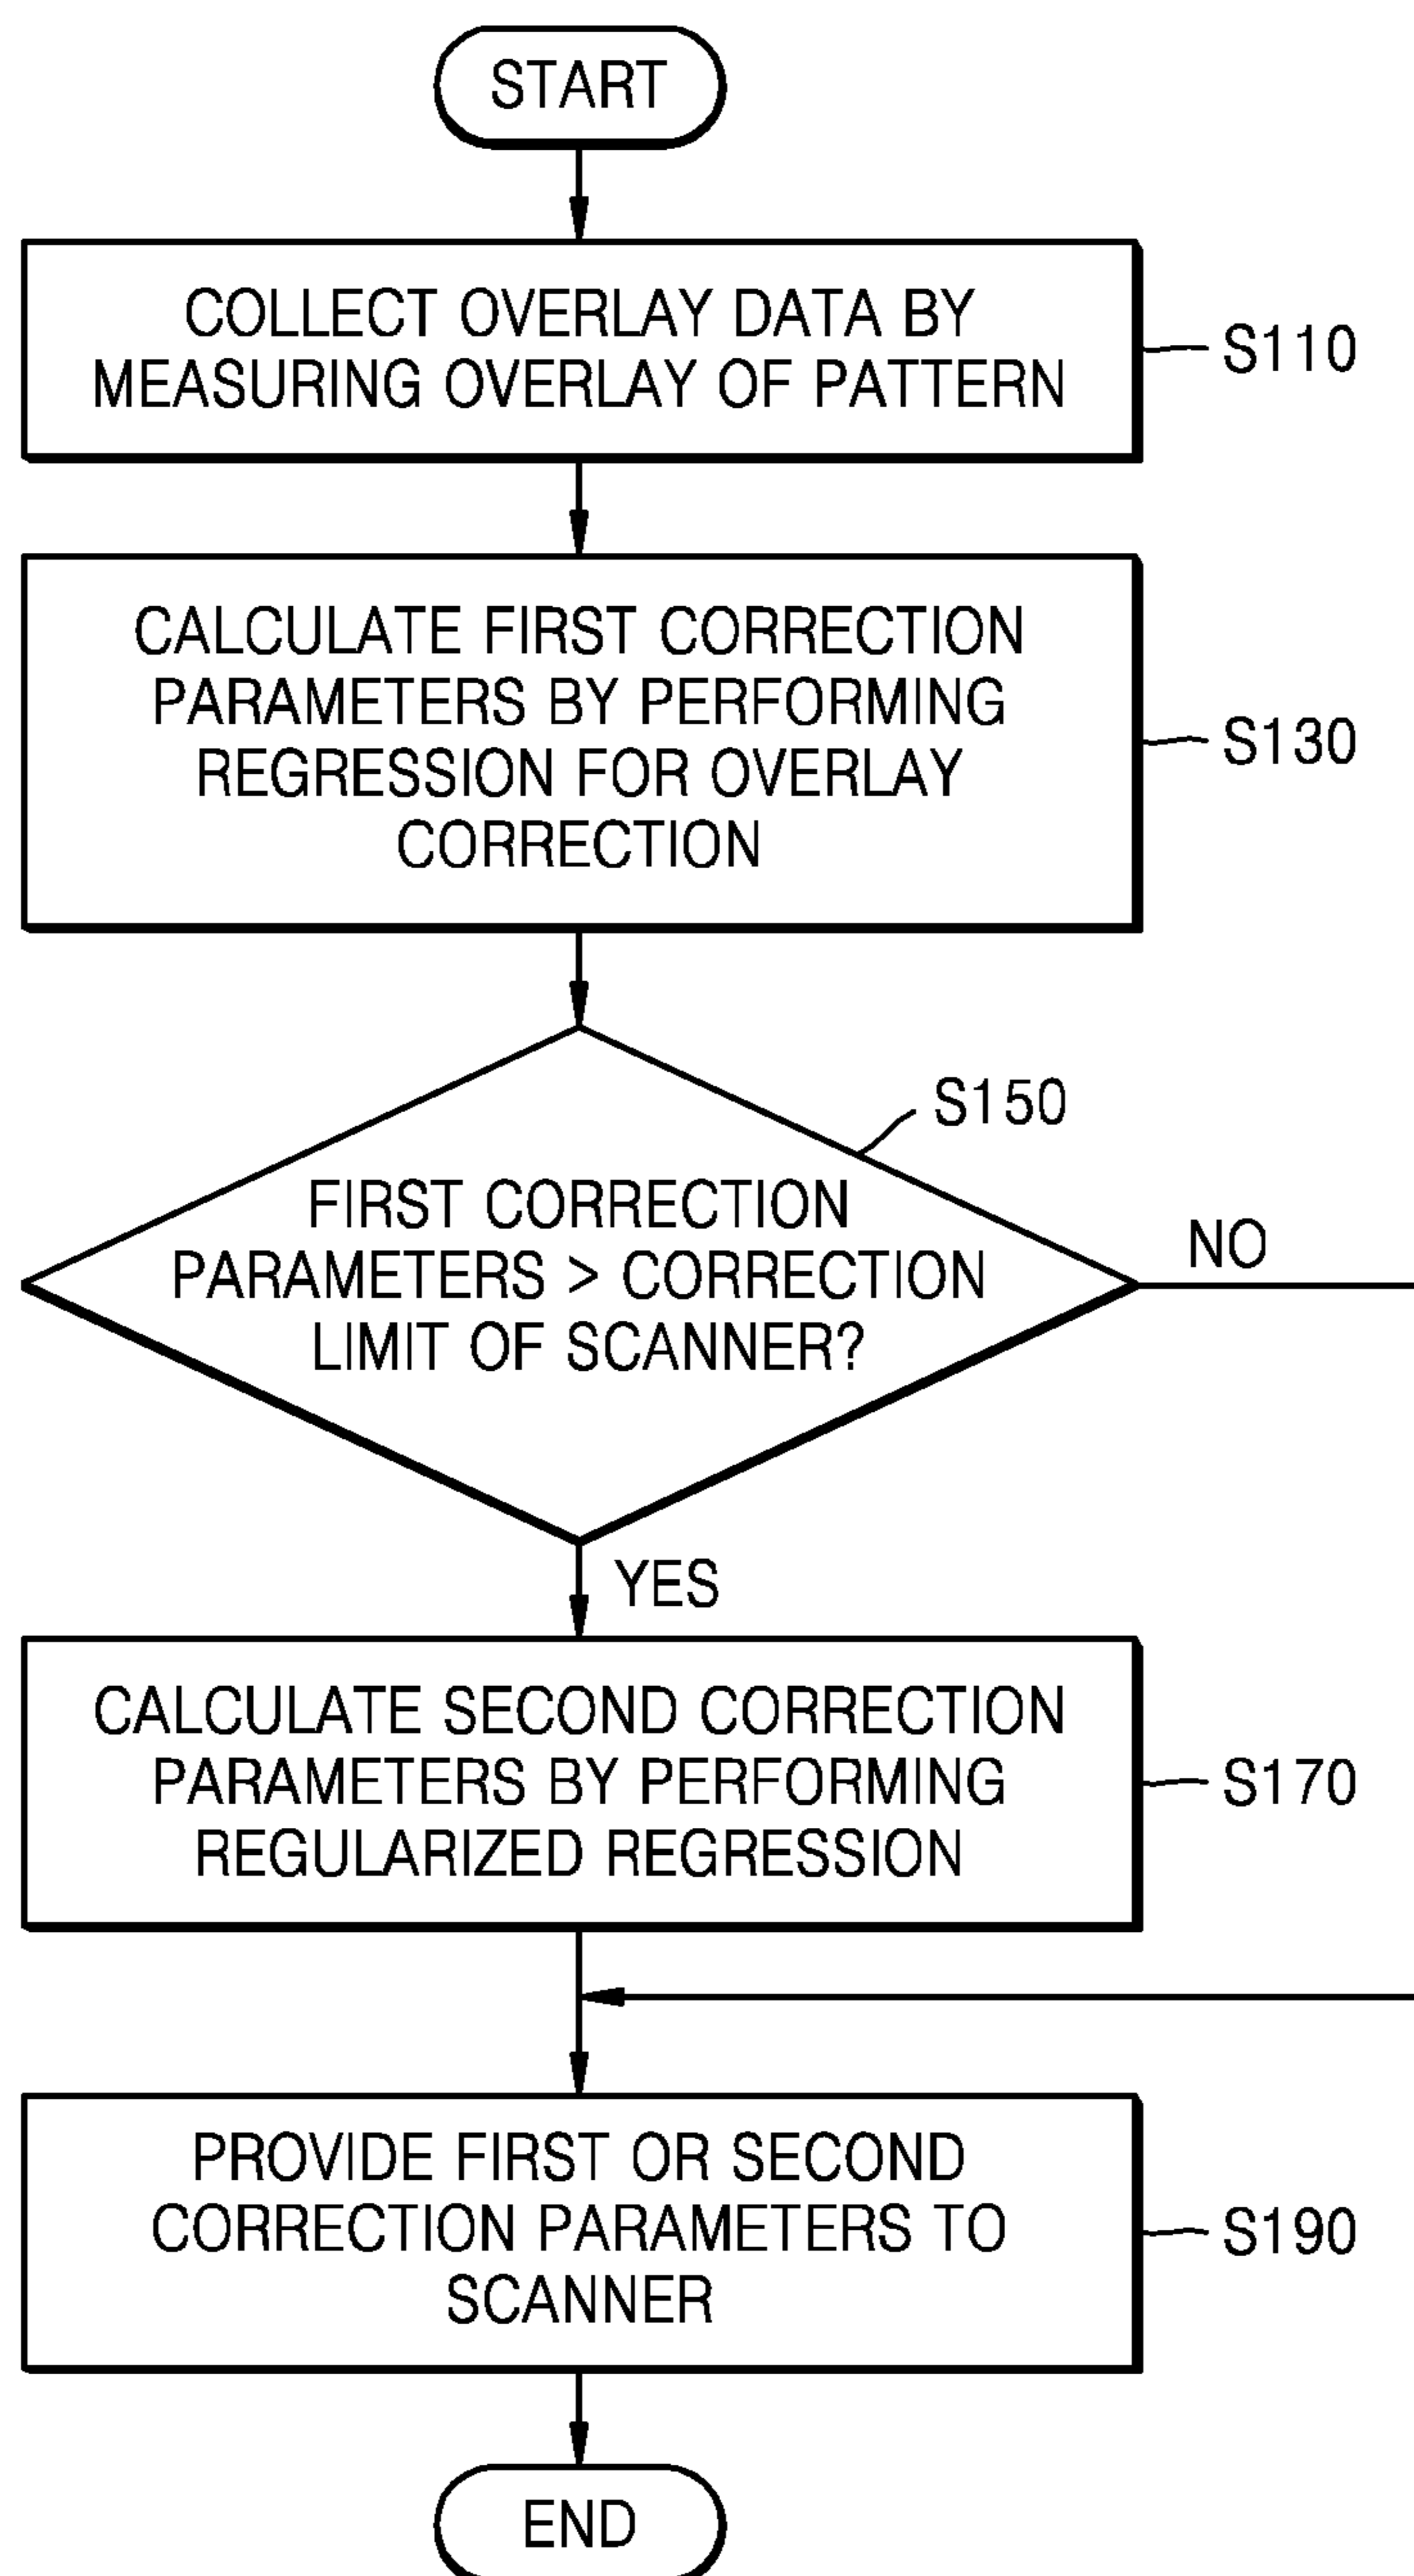 START
COLLECT OVERLAY DATA BY
MEASURING OVERLAY OF PATTERN
S110
CALCULATE FIRST CORRECTION
PARAMETERS BY PERFORMING
REGRESSION FOR OVERLAY
CORRECTION
S130
S150
FIRST CORRECTION
PARAMETERS > CORRECTION
LIMIT OF SCANNER?
NO
YES
CALCULATE SECOND CORRECTION
PARAMETERS BY PERFORMING
REGULARIZED REGRESSION
S170
PROVIDE FIRST OR SECOND
CORRECTION PARAMETERS TO
SCANNER
S190
END